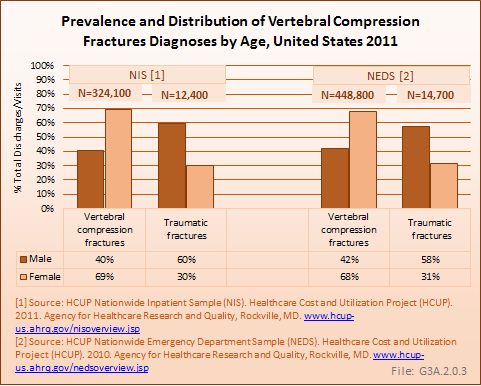 Prevalence and Distribution of Vertebral Compression
Fractures Diagnoses by Age, United States 2011
NIS [1]
NEDS [2]
N=324,100
N=12,400
N=448,800
N=14,700
% Total Discharges/Visits
100%
90%
80%
70%
60%
50%
40%
30%
20%
10%
0%
Vertebral
compression
fractures
Traumatic
fractures
Vertebral
compression
fractures
Traumatic
fractures
Male 40% 60% 42% 58%
Female 69% 30% 68% 31%
[1] Source: HCUP Nationwide Inpatient Sample (NIS). Healthcare Cost and Utilization Project (HCUP).
2011. Agency for Healthcare Research and Quality, Rockville, MD. www.hcup-
us.ahrq.gov/nisoverview.jsp
[2] Source: HCUP Nationwide Emergency Department Sample (NEDS). Healthcare Cost and Utilization
Project (HCUP). 2010. Agency for Healthcare Research and Quality, Rockville, MD. www.hcup-
us.ahrq.gov/nedsoverview.jsp
File: G3A.2.0.3